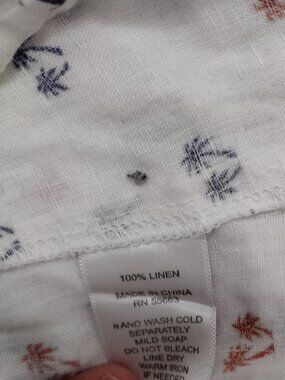 100% LINEN
MADE IN CHINA
RN 55663
HAND WASH COLD
SEPARATELY
MILD SOAP
DO NOT BLEACH
LINE DRY
WARM IRON
IF NEEDED